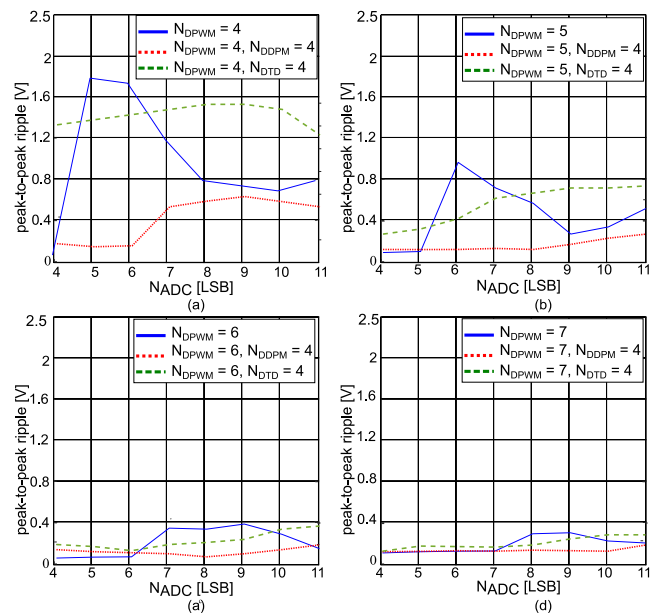 N_DPWM = 4
N_DPWM = 4, N_DDPM = 4
N_DPWM = 4, N_DTD = 4
peak-to-peak ripple [V]
2.5
2
1.6
1.2
0.8
0.4
0
4 5 6 7 8 9 10 11
N_ADC [LSB]
(a)
N_DPWM = 5
N_DPWM = 5, N_DDPM = 4
N_DPWM = 5, N_DTD = 4
peak-to-peak ripple [V]
2.5
2
1.6
1.2
0.8
0.4
0
4 5 6 7 8 9 10 11
N_ADC [LSB]
(b)
N_DPWM = 6
N_DPWM = 6, N_DDPM = 4
N_DPWM = 6, N_DTD = 4
peak-to-peak ripple [V]
2.5
2
1.6
1.2
0.8
0.4
0
4 5 6 7 8 9 10 11
N_ADC [LSB]
(a)
N_DPWM = 7
N_DPWM = 7, N_DDPM = 4
N_DPWM = 7, N_DTD = 4
peak-to-peak ripple [V]
2.5
2
1.6
1.2
0.8
0.4
0
4 5 6 7 8 9 10 11
N_ADC [LSB]
(d)